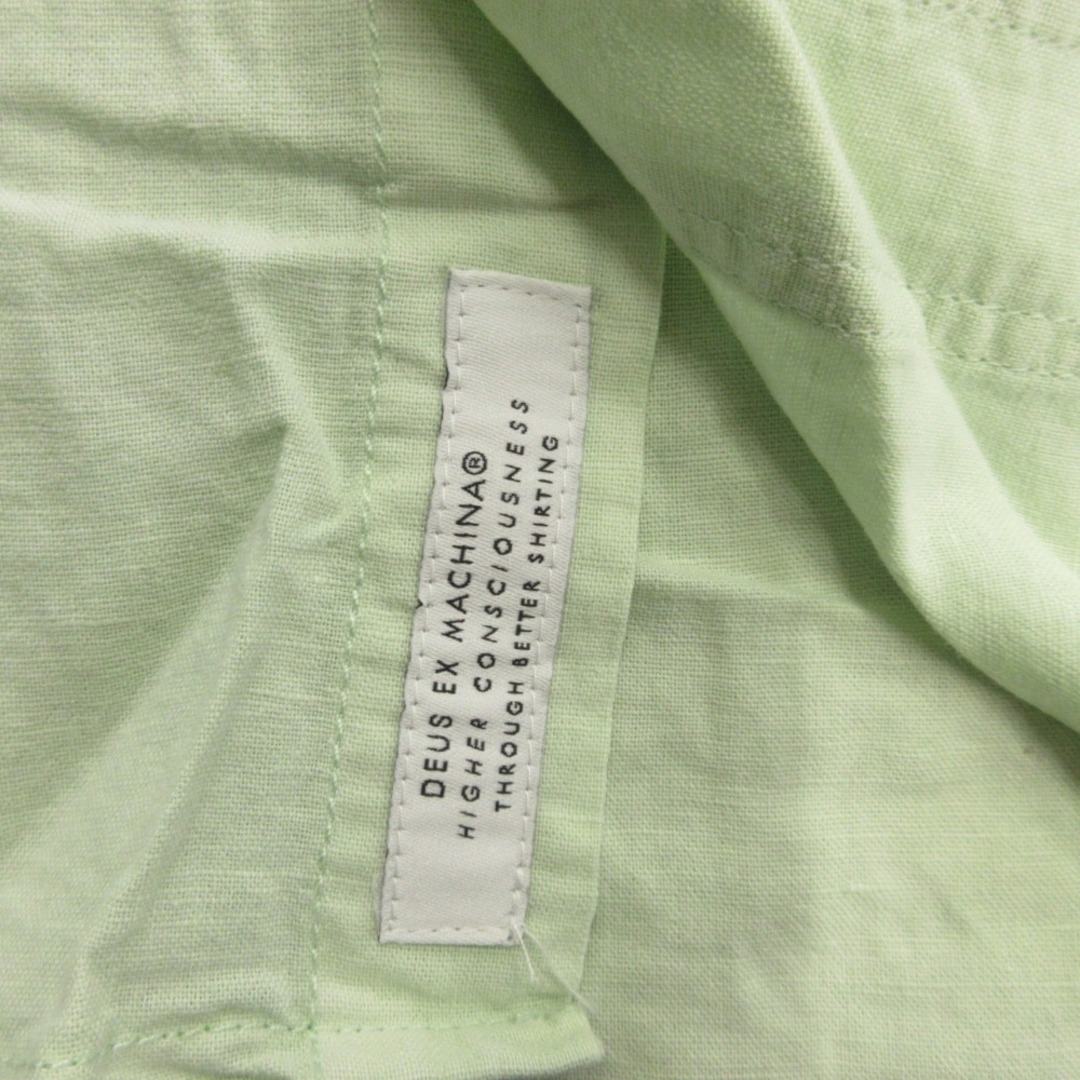 DEUS EX MACHINA®
HIGHER CONSCIOUSNESS
THROUGH BETTER SHIRTING